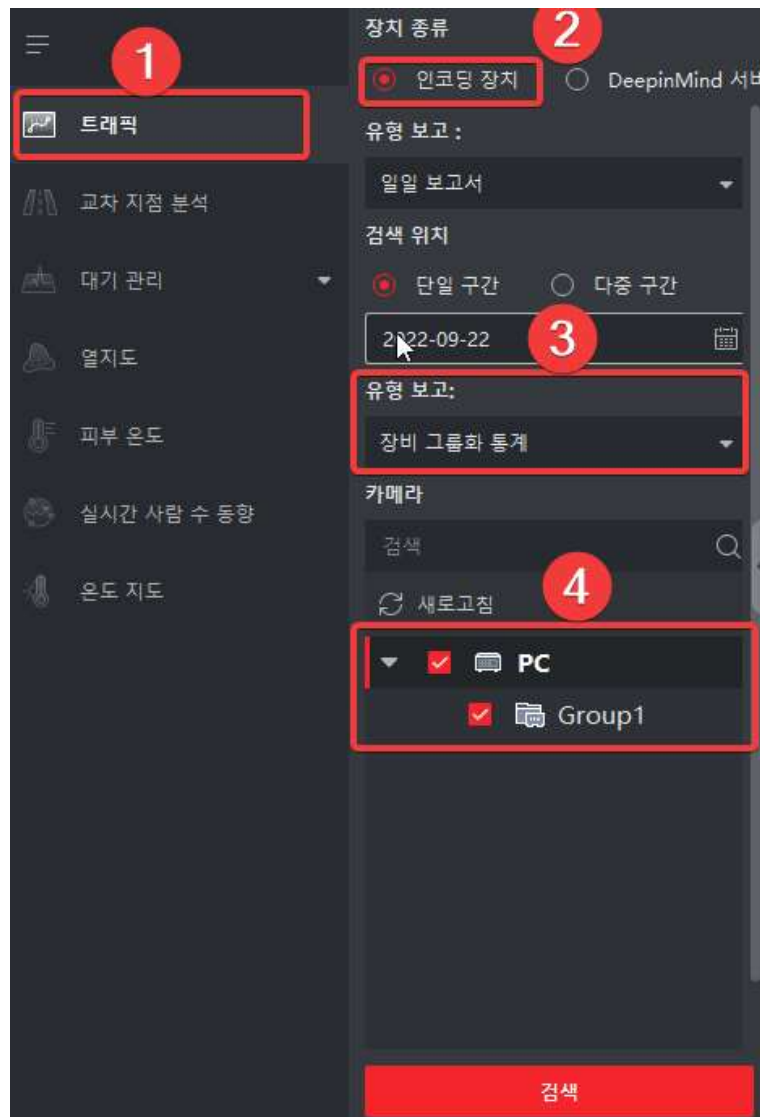 1
트래픽
교차 지점 분석
대기 관리
열지도
피부 온도
실시간 사람 수 동향
온도 지도
장치 종류
2
인코딩 장치
DeepinMind 서
유형 보고 :
일일 보고서
검색 위치
단일 구간
다중 구간
2022-09-22
3
유형 보고:
장비 그룹화 통계
카메라
검색
새로고침
4
PC
Group1
검색